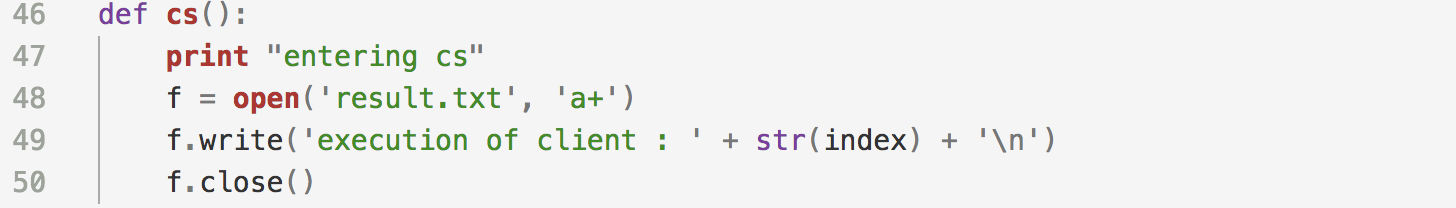 46 def cs():
47 print "entering cs"
48 f = open('result.txt', 'a+')
49 f.write('execution of client : ' + str(index) + '\n')
50 f.close()